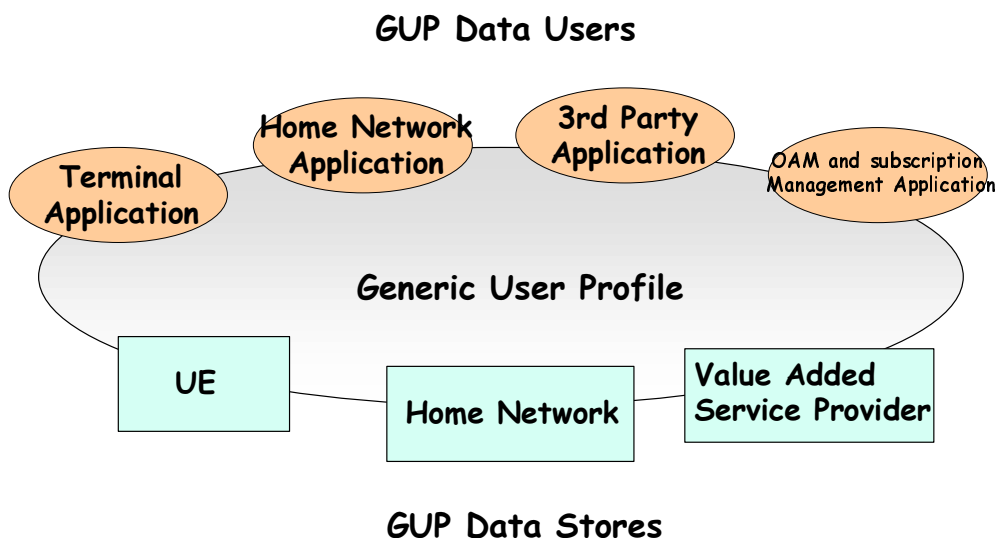 GUP Data Users
Home Network
Application
3rd Party
Application
Terminal
Application
OAM and subscription
Management Application
Generic User Profile
UE
Home Network
Value Added
Service Provider
GUP Data Stores